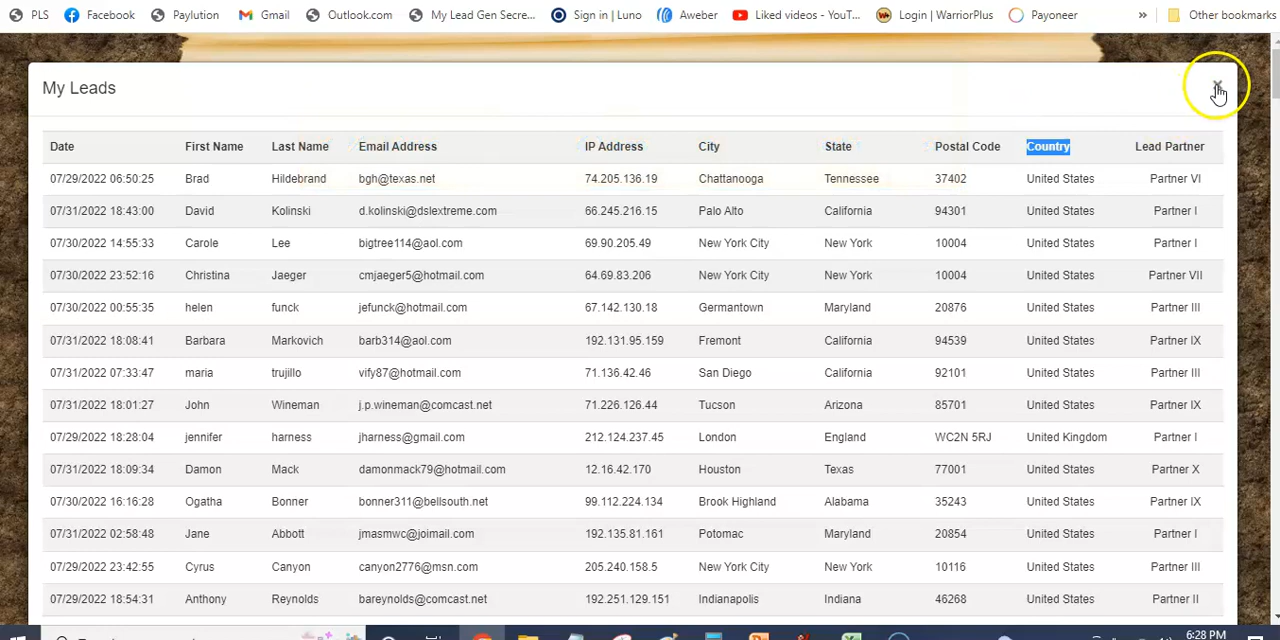 PLS Facebook Paylution Gmail Outlook.com My Lead Gen Secre... Sign in | Luno Aweber Liked videos - YouT... Login | WarriorPlus Payoneer » Other bookmarks
My Leads ×
Date First Name Last Name Email Address IP Address City State Postal Code Country Lead Partner
07/29/2022 06:50:25 Brad Hildebrand bgh@texas.net 74.205.136.19 Chattanooga Tennessee 37402 United States Partner VI
07/31/2022 18:43:00 David Kolinski d.kolinski@dslextreme.com 66.245.216.15 Palo Alto California 94301 United States Partner I
07/30/2022 14:55:33 Carole Lee bigtree114@aol.com 69.90.205.49 New York City New York 10004 United States Partner I
07/30/2022 23:52:16 Christina Jaeger cmjaeger5@hotmail.com 64.69.83.206 New York City New York 10004 United States Partner VII
07/30/2022 00:55:35 helen funck jefunck@hotmail.com 67.142.130.18 Germantown Maryland 20876 United States Partner III
07/31/2022 18:08:41 Barbara Markovich barb314@aol.com 192.131.95.159 Fremont California 94539 United States Partner IX
07/31/2022 07:33:47 maria trujillo vify87@hotmail.com 71.136.42.46 San Diego California 92101 United States Partner III
07/31/2022 18:01:27 John Wineman j.p.wineman@comcast.net 71.226.126.44 Tucson Arizona 85701 United States Partner IX
07/29/2022 18:28:04 jennifer harness jharness@gmail.com 212.124.237.45 London England WC2N 5RJ United Kingdom Partner I
07/31/2022 18:09:34 Damon Mack damonmack79@hotmail.com 12.16.42.170 Houston Texas 77001 United States Partner X
07/30/2022 16:16:28 Ogatha Bonner bonner311@bellsouth.net 99.112.224.134 Brook Highland Alabama 35243 United States Partner IX
07/31/2022 02:58:48 Jane Abbott jmasmwc@joimail.com 192.135.81.161 Potomac Maryland 20854 United States Partner I
07/29/2022 23:42:55 Cyrus Canyon canyon2776@msn.com 205.240.158.5 New York City New York 10116 United States Partner III
07/29/2022 18:54:31 Anthony Reynolds bareynolds@comcast.net 192.251.129.151 Indianapolis Indiana 46268 United States Partner II
6:28 PM